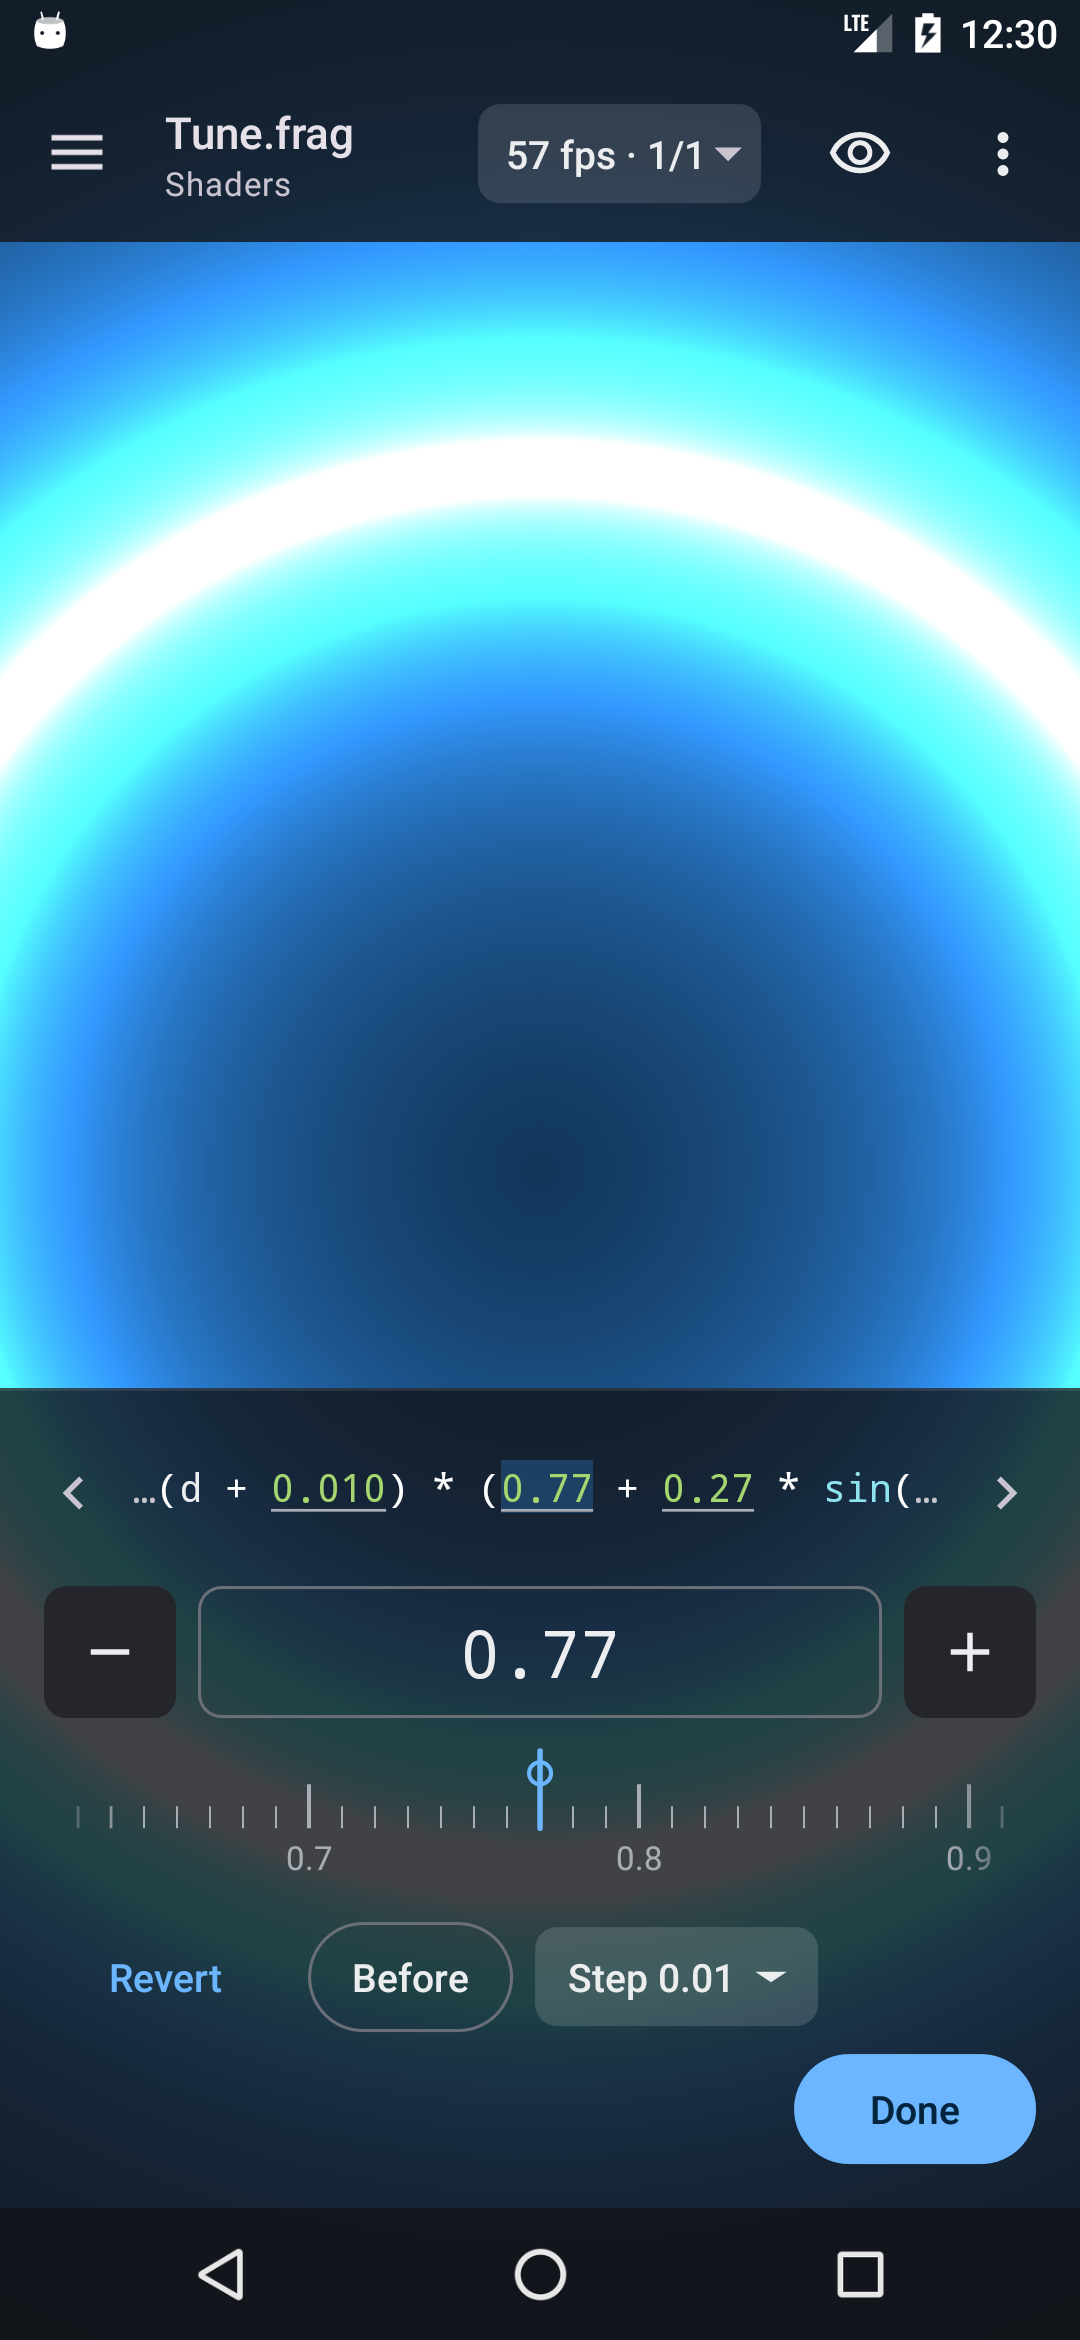 LTE 12:30
Tune.frag
Shaders
57 fps · 1/1
…(d + 0.010) * (0.77 + 0.27 * sin(…
0.77
0.7 0.8 0.9
Revert Before Step 0.01
Done